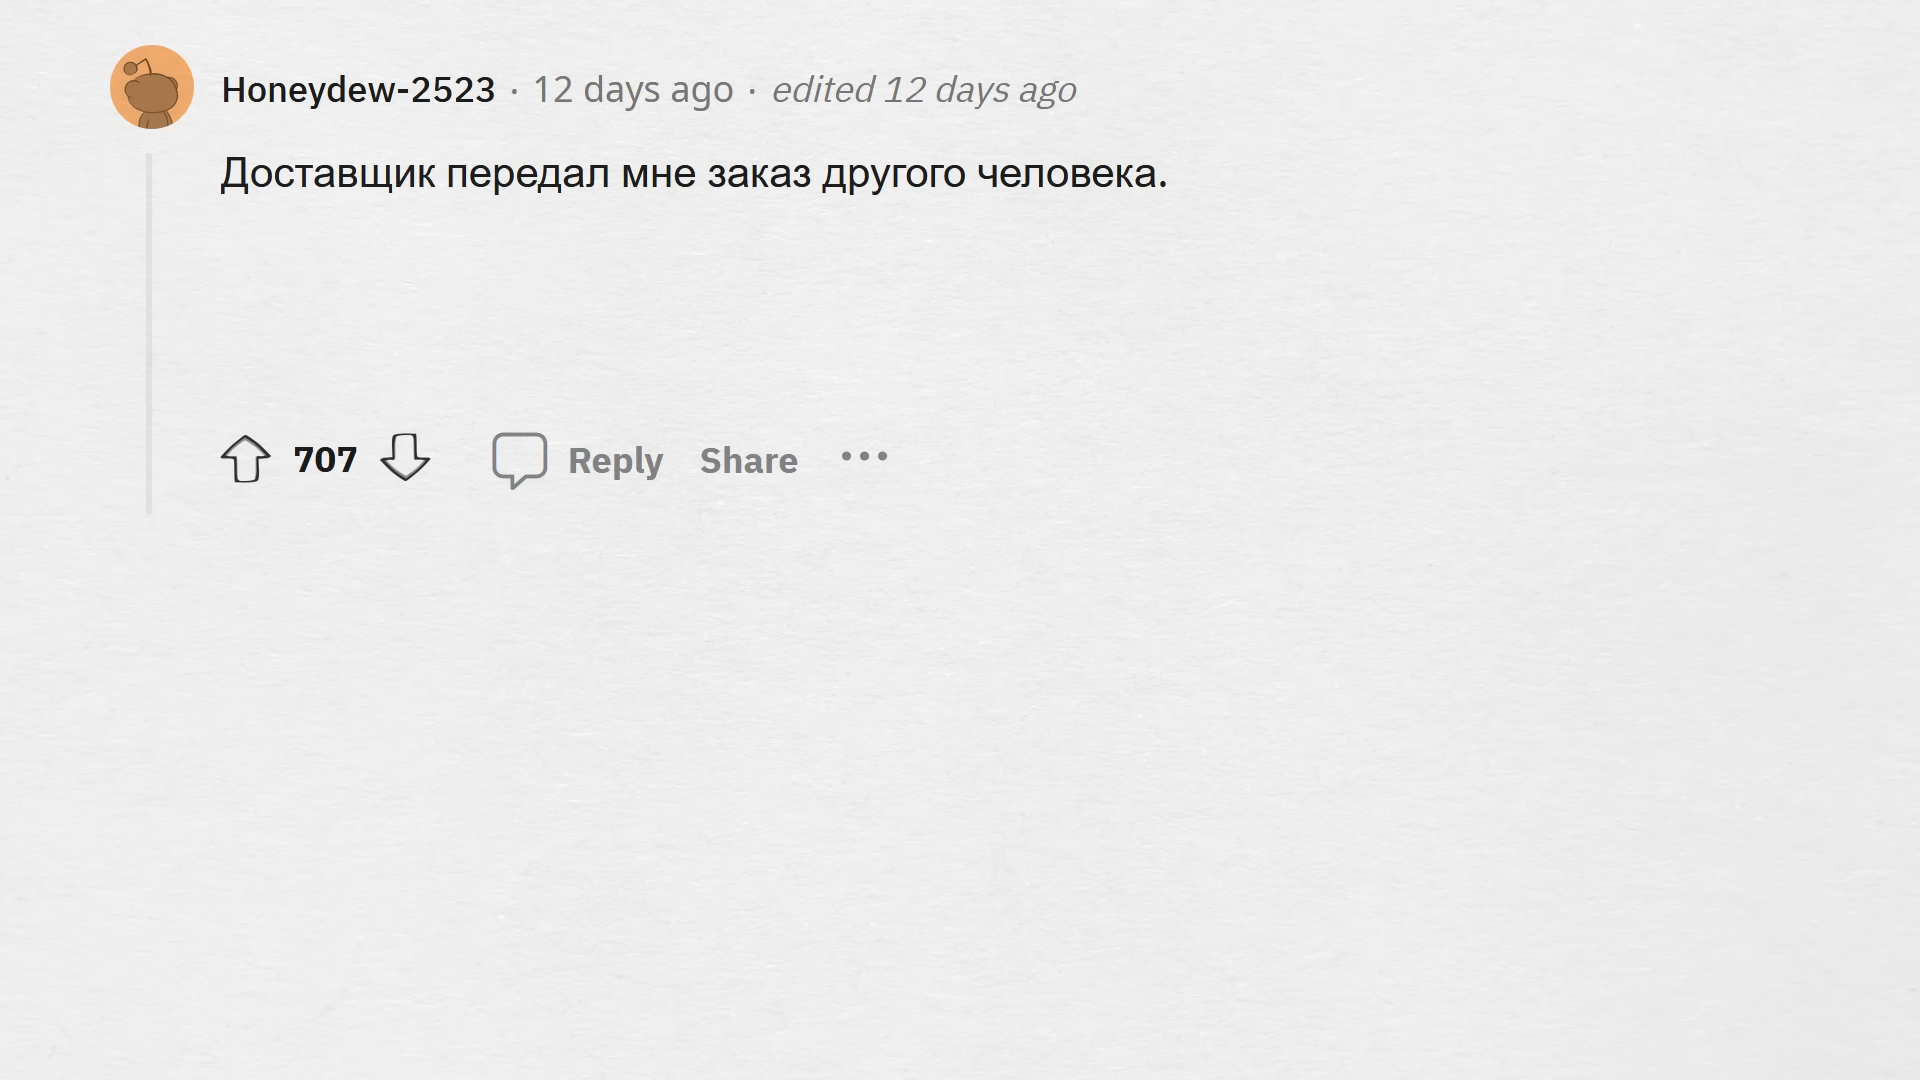 Honeydew-2523 · 12 days ago · edited 12 days ago
Доставщик передал мне заказ другого человека.
707 Reply Share •••